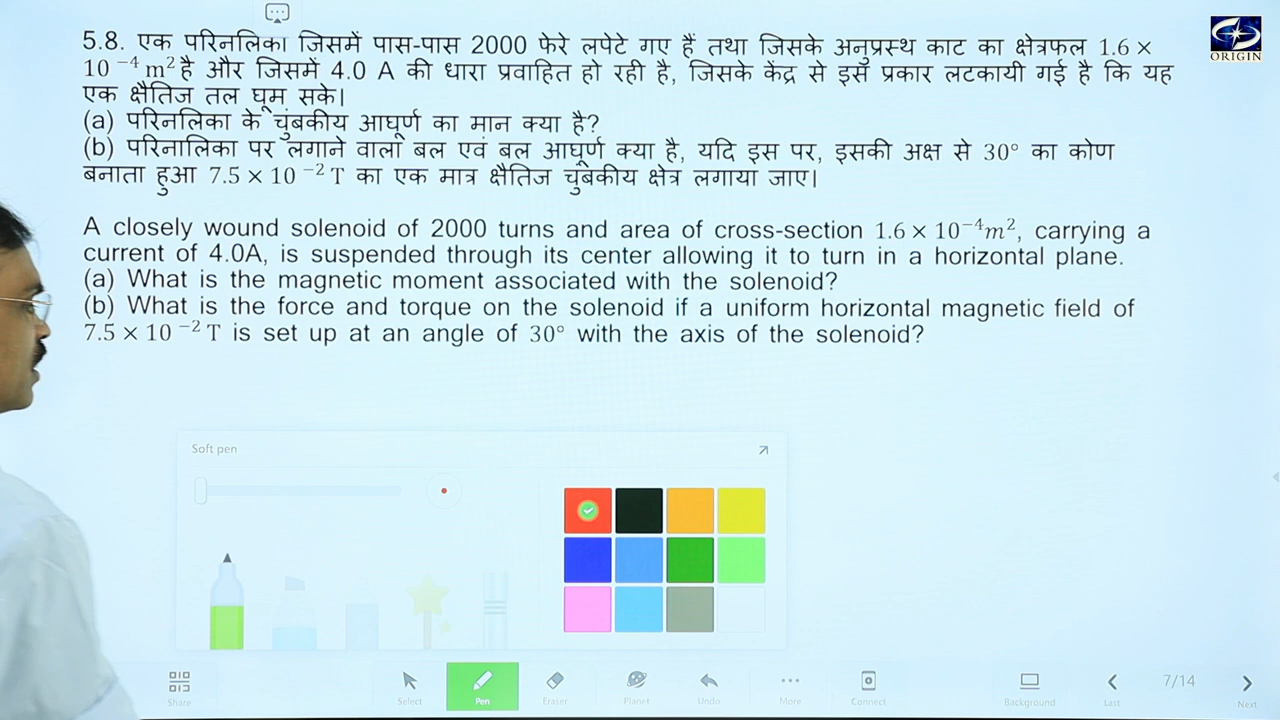 5.8. एक परिनलिका जिसमें पास-पास 2000 फेरे लपेटे गए हैं तथा जिसके अनुप्रस्थ काट का क्षेत्रफल 1.6 ×
10 −4 m² है और जिसमें 4.0 A की धारा प्रवाहित हो रही है, जिसके केंद्र से इस प्रकार लटकायी गई है कि यह
एक क्षैतिज तल घूम सके।
(a) परिनलिका के चुंबकीय आघूर्ण का मान क्या है?
(b) परिनालिका पर लगाने वाला बल एवं बल आघूर्ण क्या है, यदि इस पर, इसकी अक्ष से 30° का कोण
बनाता हुआ 7.5 × 10 −2 T का एक मात्र क्षैतिज चुंबकीय क्षेत्र लगाया जाए।
A closely wound solenoid of 2000 turns and area of cross-section 1.6 × 10⁻⁴m², carrying a
current of 4.0A, is suspended through its center allowing it to turn in a horizontal plane.
(a) What is the magnetic moment associated with the solenoid?
(b) What is the force and torque on the solenoid if a uniform horizontal magnetic field of
7.5 × 10 −2 T is set up at an angle of 30° with the axis of the solenoid?
ORIGIN
Soft pen
Share
Select
Pen
Eraser
Planet
Undo
More
Connect
Background
Last
7/14
Next